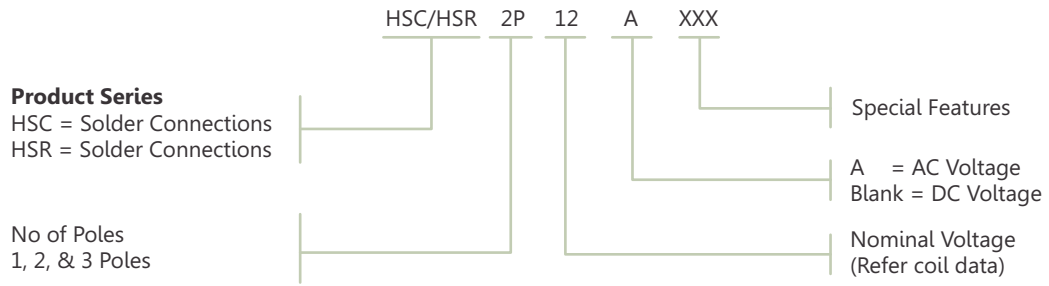 HSC/HSR 2P 12 A XXX
Product Series
HSC = Solder Connections
HSR = Solder Connections
No of Poles
1, 2, & 3 Poles
Special Features
A = AC Voltage
Blank = DC Voltage
Nominal Voltage
(Refer coil data)